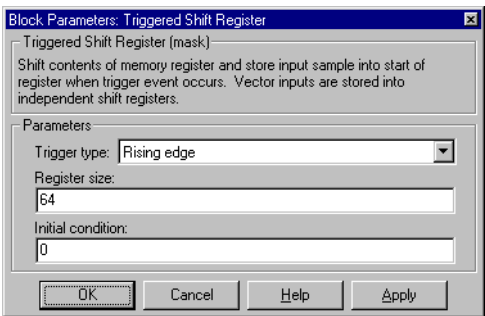 Block Parameters: Triggered Shift Register
Triggered Shift Register (mask)
Shift contents of memory register and store input sample into start of
register when trigger event occurs.  Vector inputs are stored into
independent shift registers.
Parameters
Trigger type: Rising edge
Register size:
64
Initial condition:
0
OK Cancel Help Apply